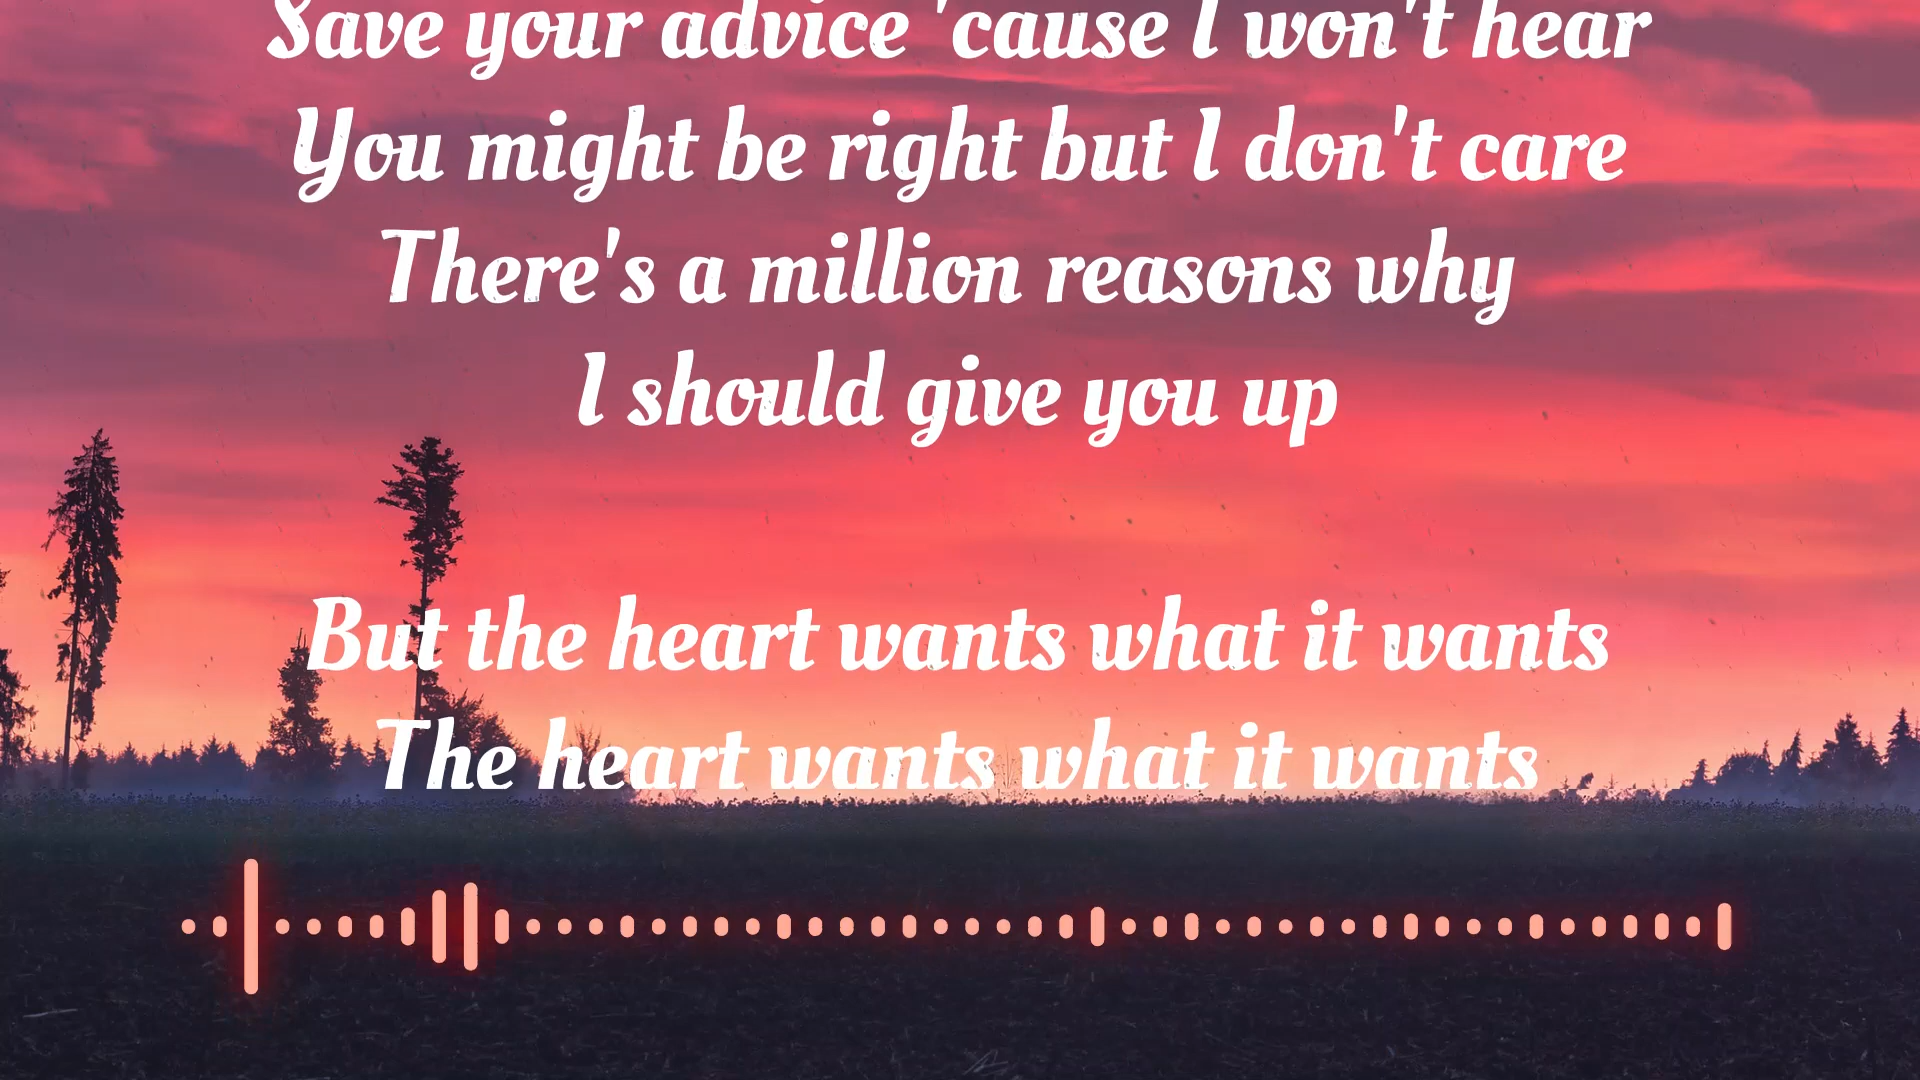 Save your advice 'cause I won't hear
You might be right but I don't care
There's a million reasons why
I should give you up
But the heart wants what it wants
The heart wants what it wants